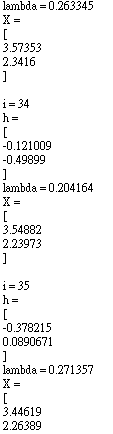 lambda = 0.263345
X =
[
3.57353
2.3416
]
i = 34
h =
[
-0.121009
-0.49899
]
lambda = 0.204164
X =
[
3.54882
2.23973
]
i = 35
h =
[
-0.378215
0.0890671
]
lambda = 0.271357
X =
[
3.44619
2.26389